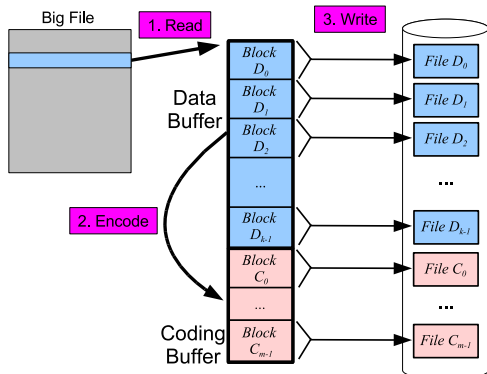 Big File
1. Read
3. Write
Block
D0
Block
D1
Block
D2
...
Block
Dk-1
Block
C0
...
Block
Cm-1
Data
Buffer
2. Encode
Coding
Buffer
File D0
File D1
File D2
...
File Dk-1
File C0
...
File Cm-1